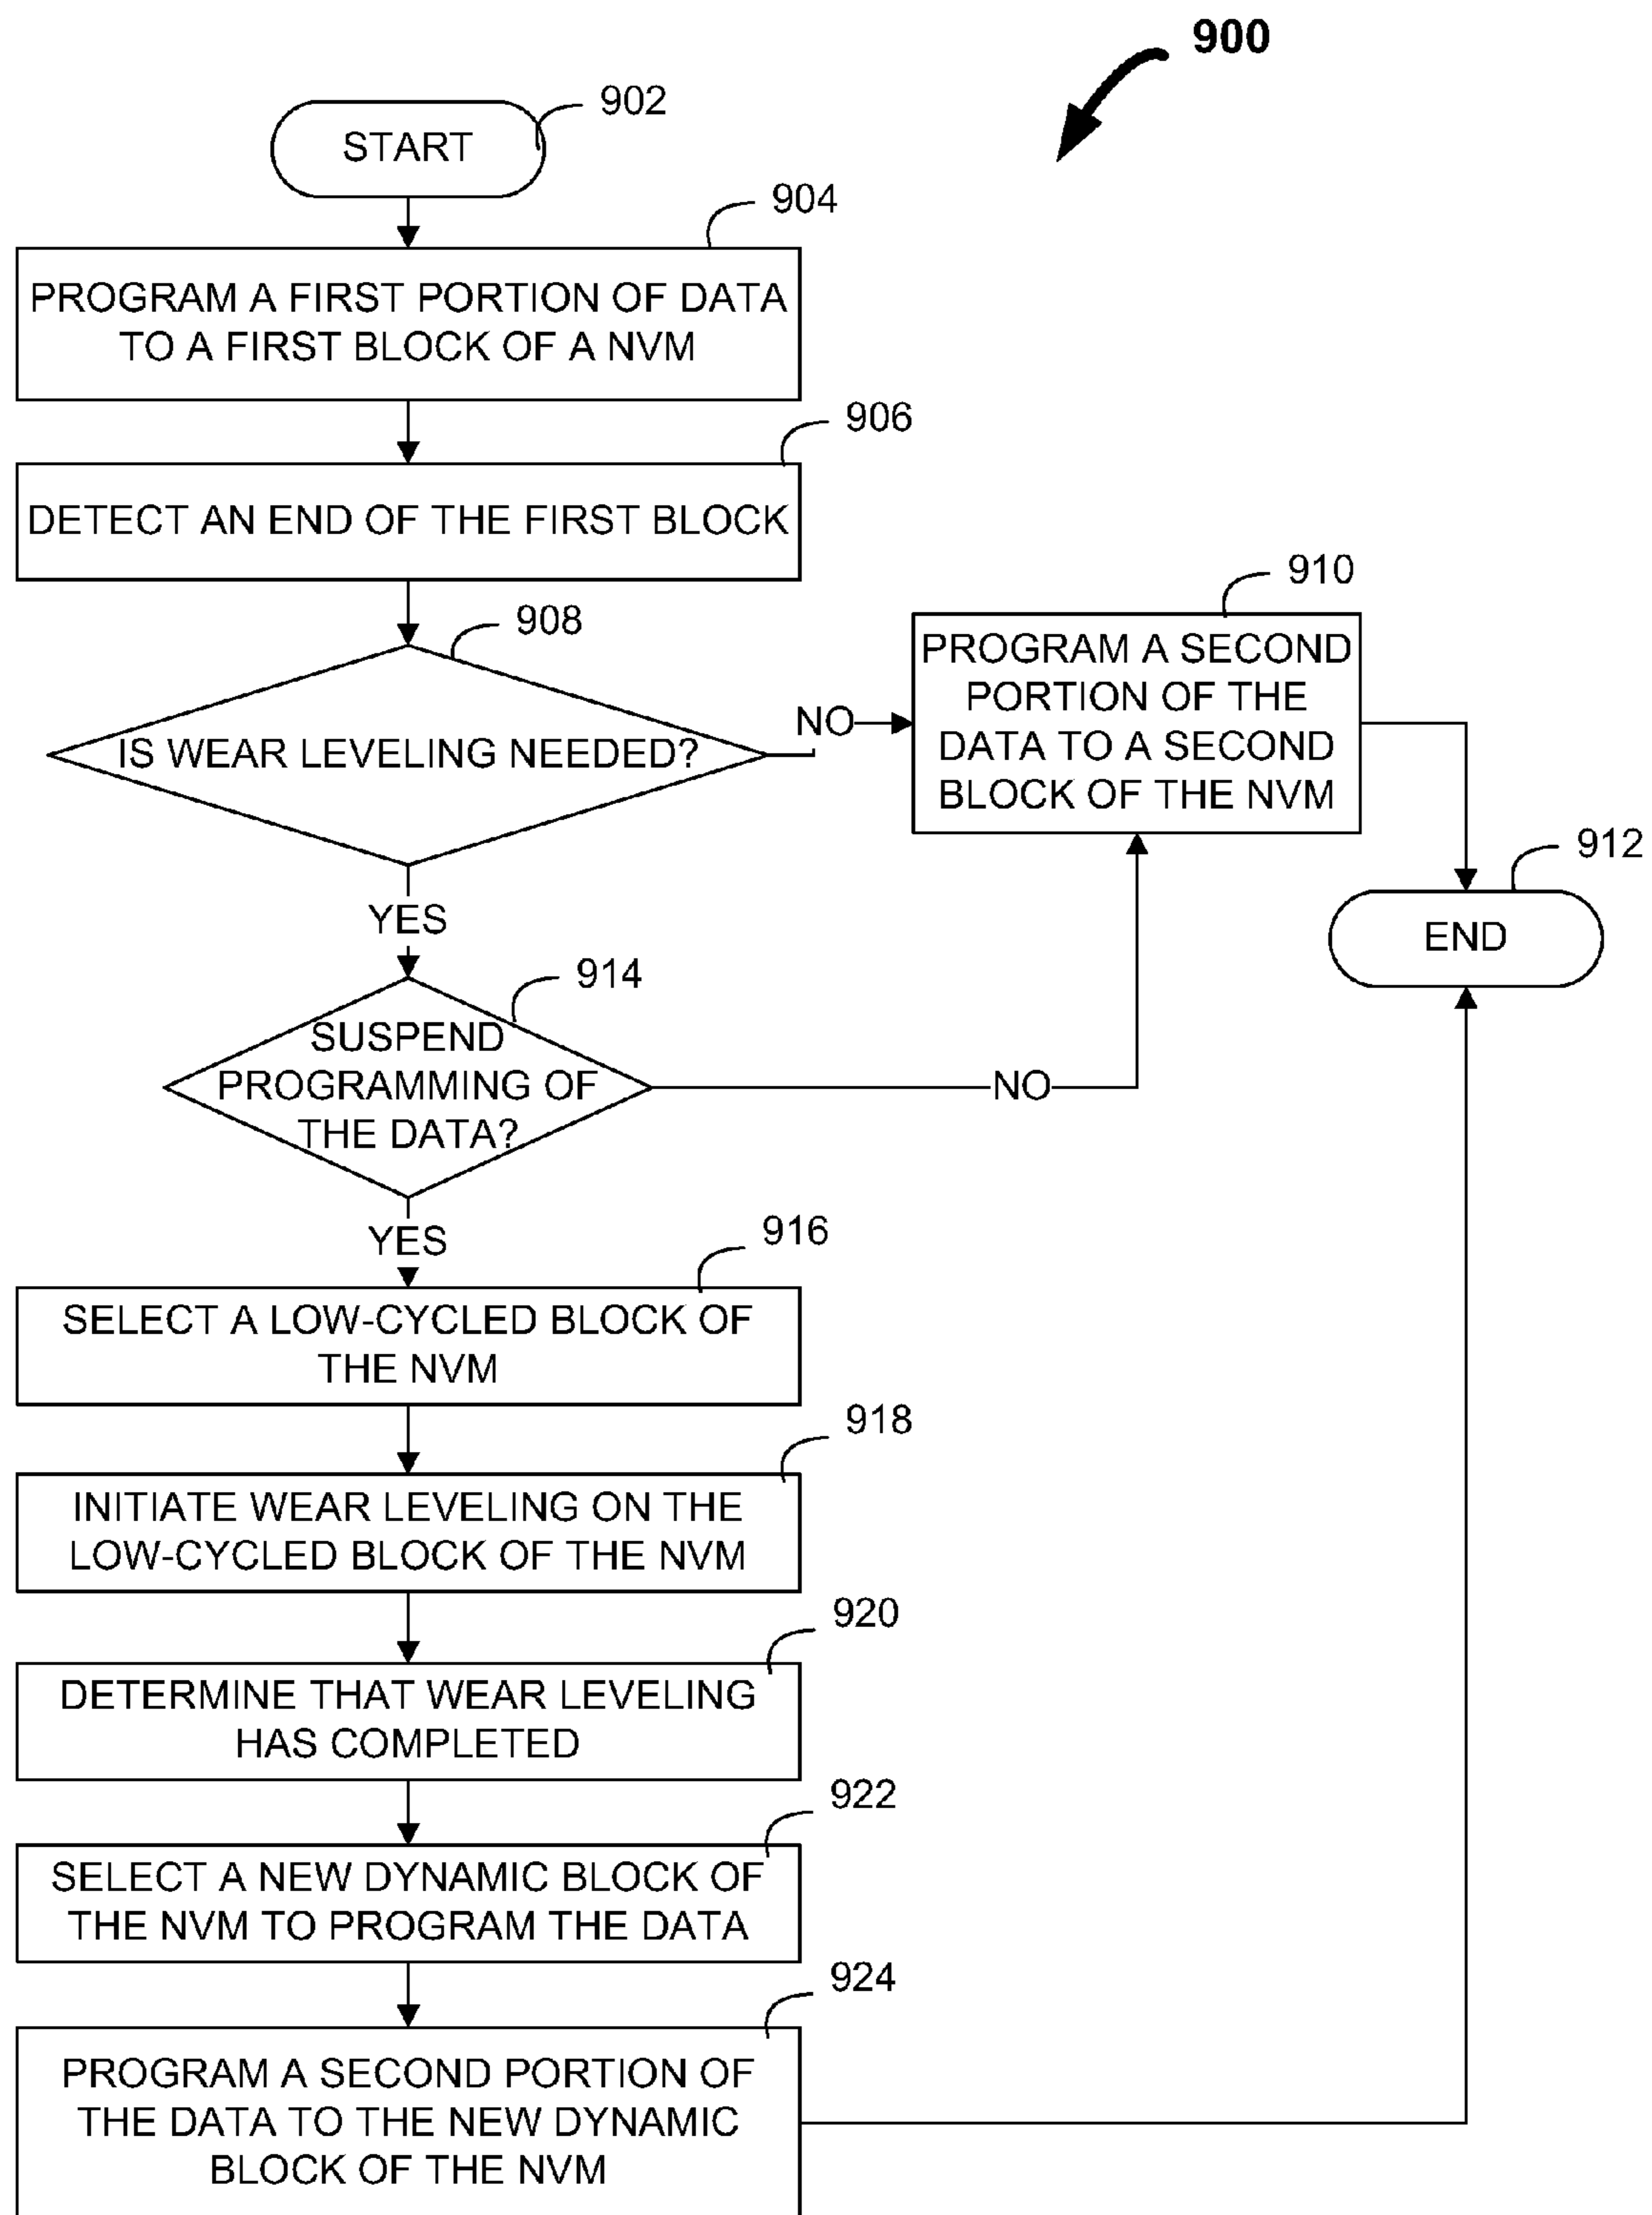 900
902
START
904
PROGRAM A FIRST PORTION OF DATA
TO A FIRST BLOCK OF A NVM
906
DETECT AN END OF THE FIRST BLOCK
908
IS WEAR LEVELING NEEDED?
NO
910
PROGRAM A SECOND
PORTION OF THE
DATA TO A SECOND
BLOCK OF THE NVM
912
END
YES
914
SUSPEND
PROGRAMMING OF
THE DATA?
NO
YES
916
SELECT A LOW-CYCLED BLOCK OF
THE NVM
918
INITIATE WEAR LEVELING ON THE
LOW-CYCLED BLOCK OF THE NVM
920
DETERMINE THAT WEAR LEVELING
HAS COMPLETED
922
SELECT A NEW DYNAMIC BLOCK OF
THE NVM TO PROGRAM THE DATA
924
PROGRAM A SECOND PORTION OF
THE DATA TO THE NEW DYNAMIC
BLOCK OF THE NVM